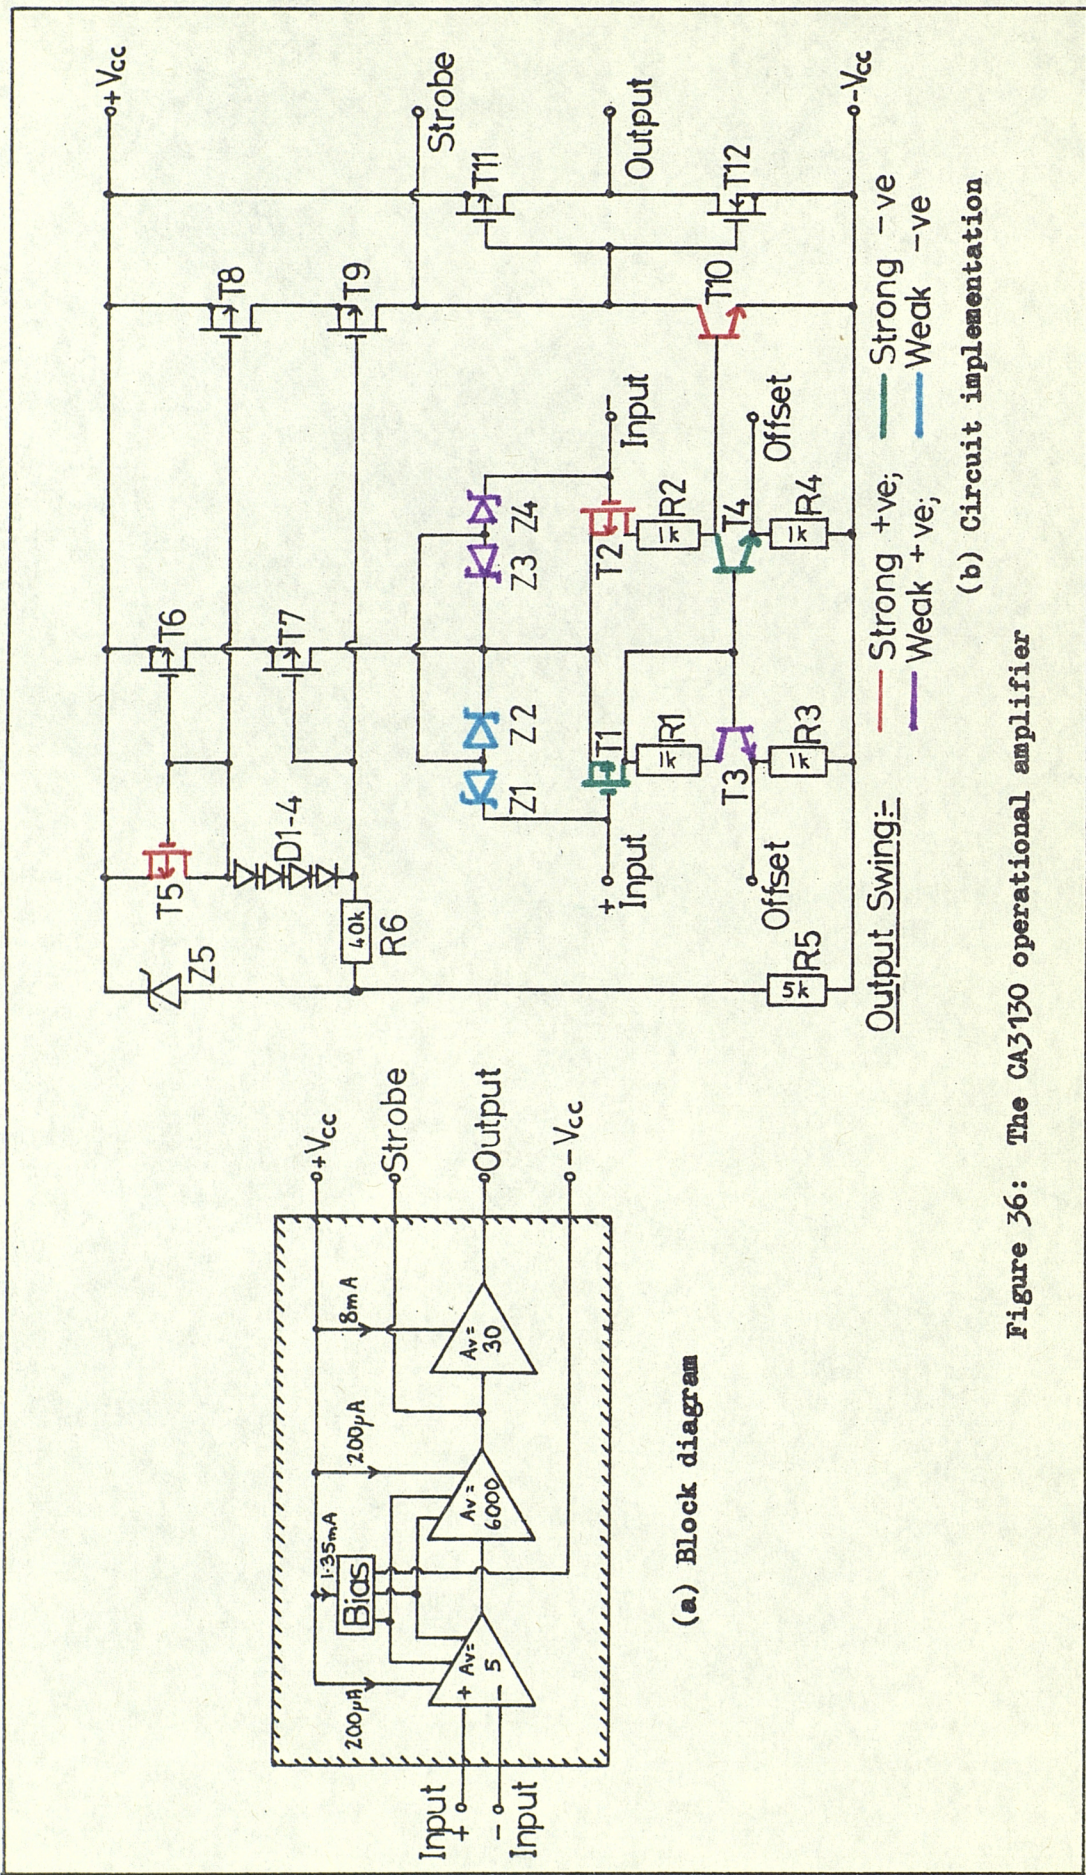 +Vcc
Strobe
Output
-Vcc
200µA
1·35mA
200µA
8mA
Bias
+ Av=
- 5
Av=
6000
Av=
30
Input
+
-
Input
(a) Block diagram
+Vcc
Strobe
Output
-Vcc
Z5
T5
D1-4
40k
R6
T6
T7
T8
T9
T11
T12
T10
Z1
Z2
Z3
Z4
+
Input
-
Input
T1
T2
1k
R1
1k
R2
T3
T4
Offset
Offset
1k
R3
1k
R4
5k
R5
Output Swing:-
Strong +ve;
Strong -ve
Weak +ve;
Weak -ve
(b) Circuit implementation
Figure 36: The CA3130 operational amplifier